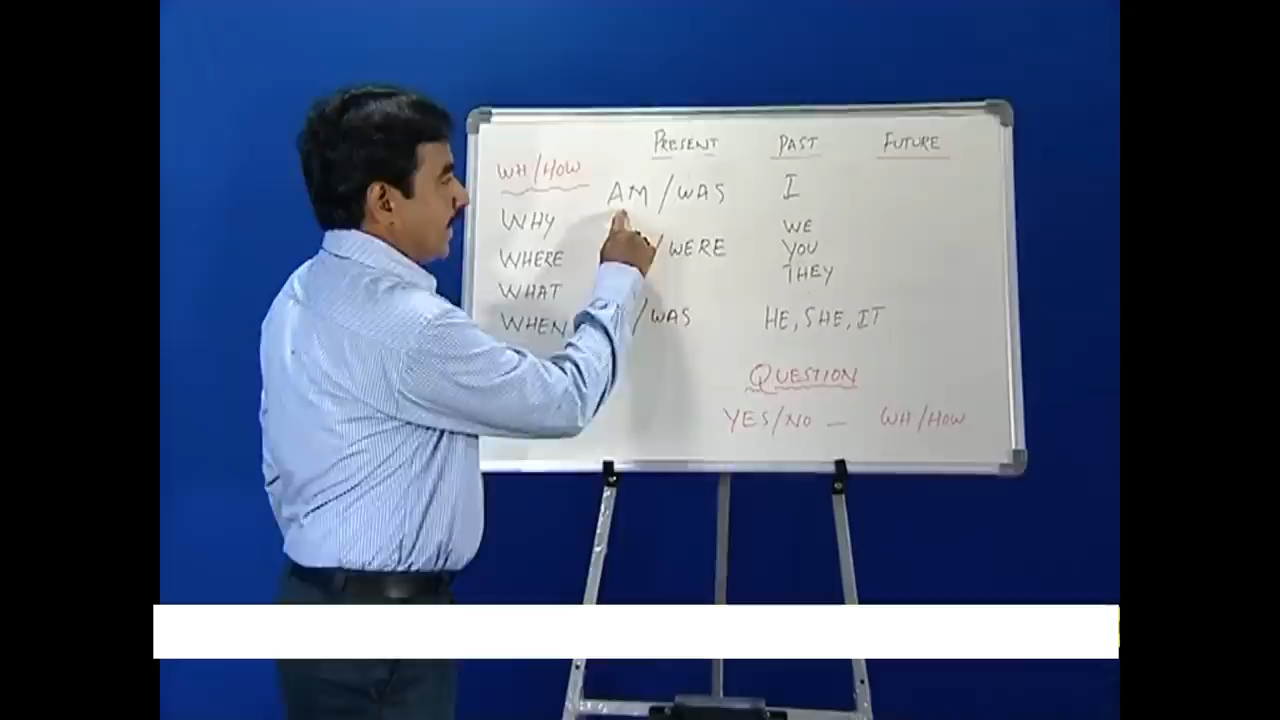 PRESENT PAST FUTURE
WH/HOW
AM/WAS I
WHY
WE
/WERE YOU
WHERE
THEY
WHAT
WHEN /WAS HE, SHE, IT
QUESTION
YES/NO — WH/HOW